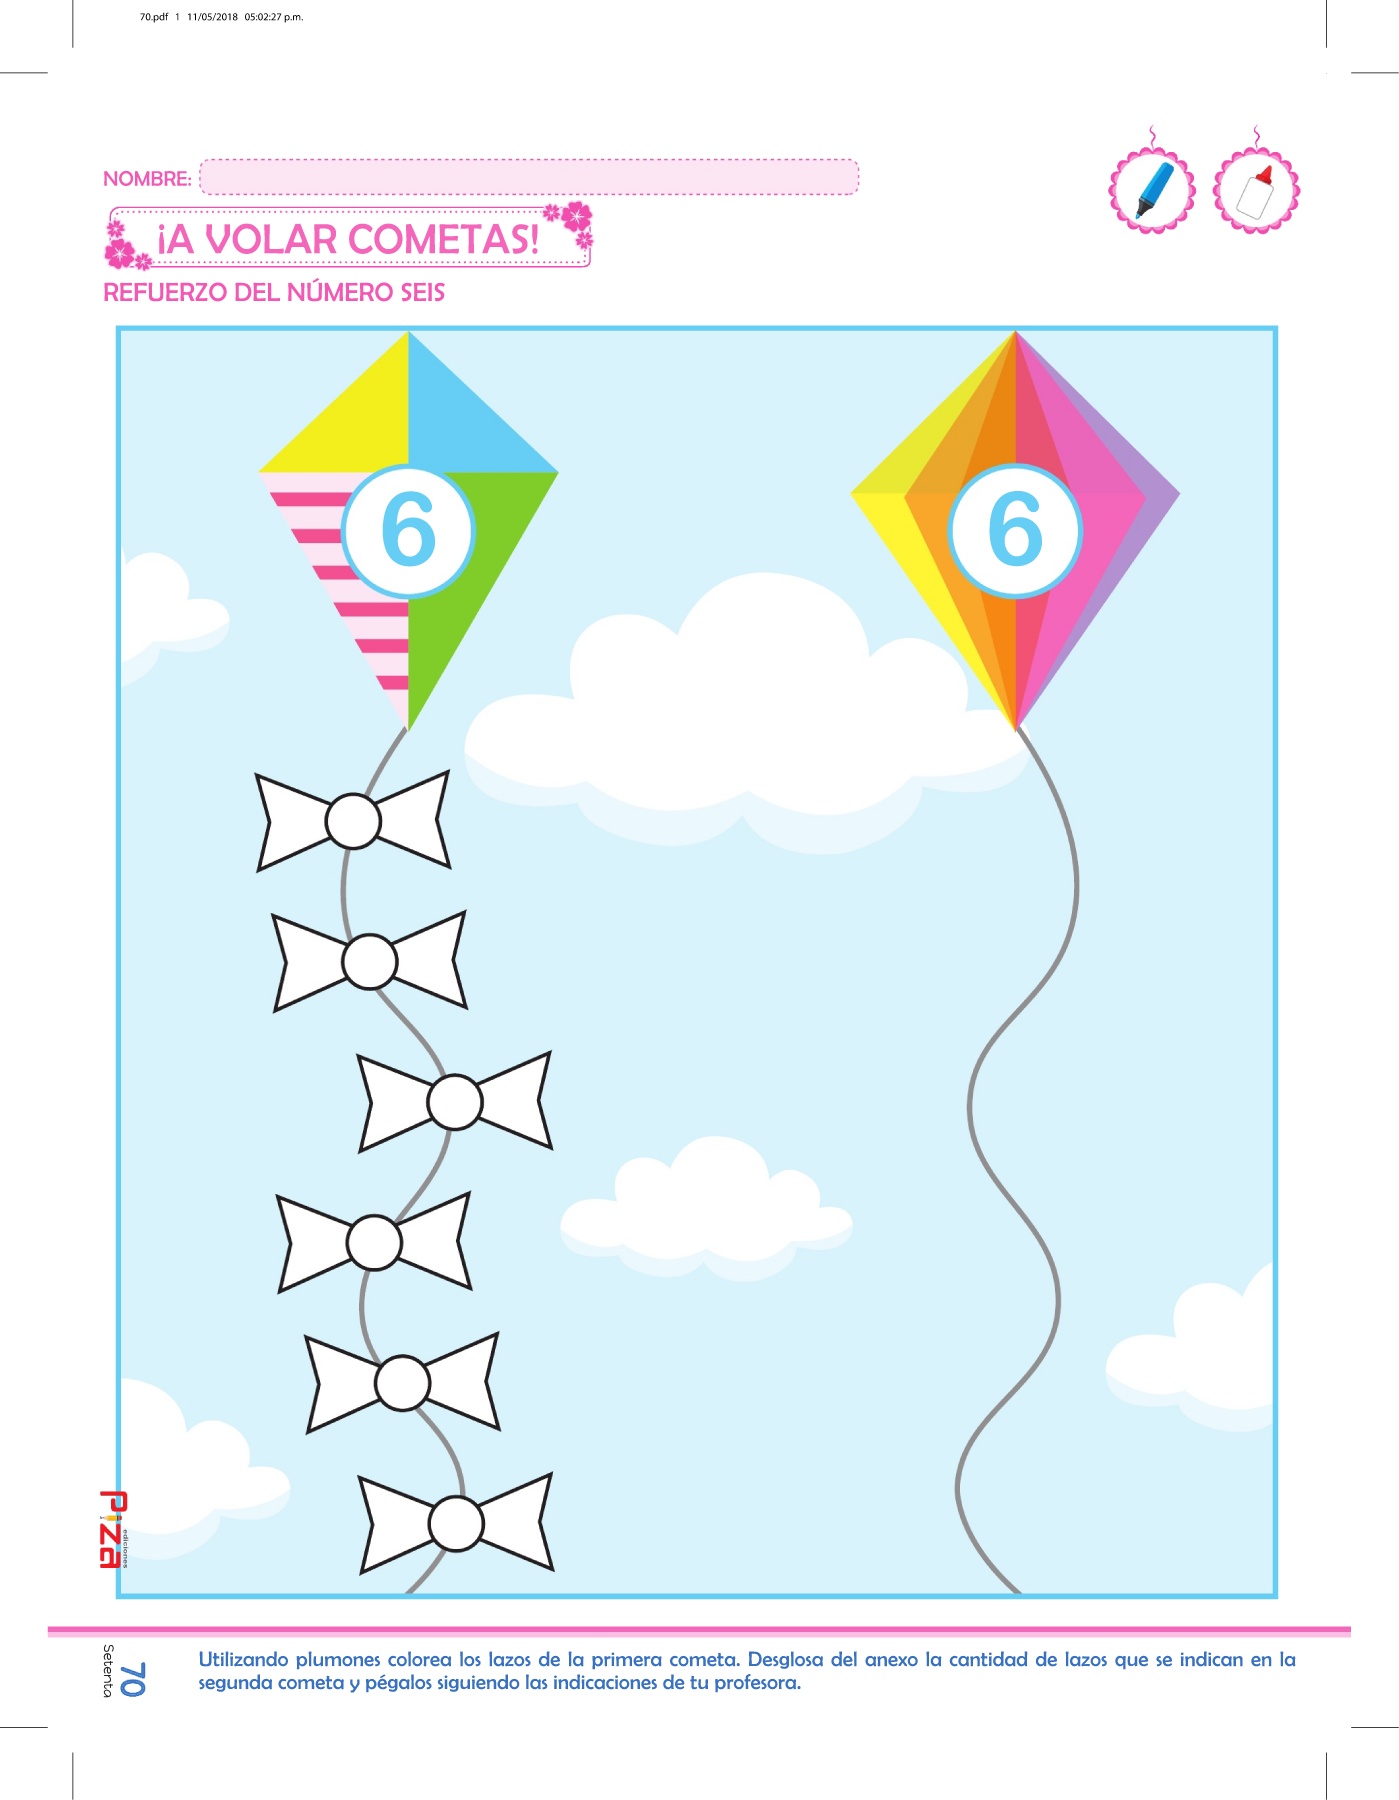 70.pdf 1 11/05/2018 05:02:27 p.m.
NOMBRE:
¡A VOLAR COMETAS!
REFUERZO DEL NÚMERO SEIS
6
6
Piza
ediciones
70
Setenta
Utilizando plumones colorea los lazos de la primera cometa. Desglosa del anexo la cantidad de lazos que se indican en la
segunda cometa y pégalos siguiendo las indicaciones de tu profesora.